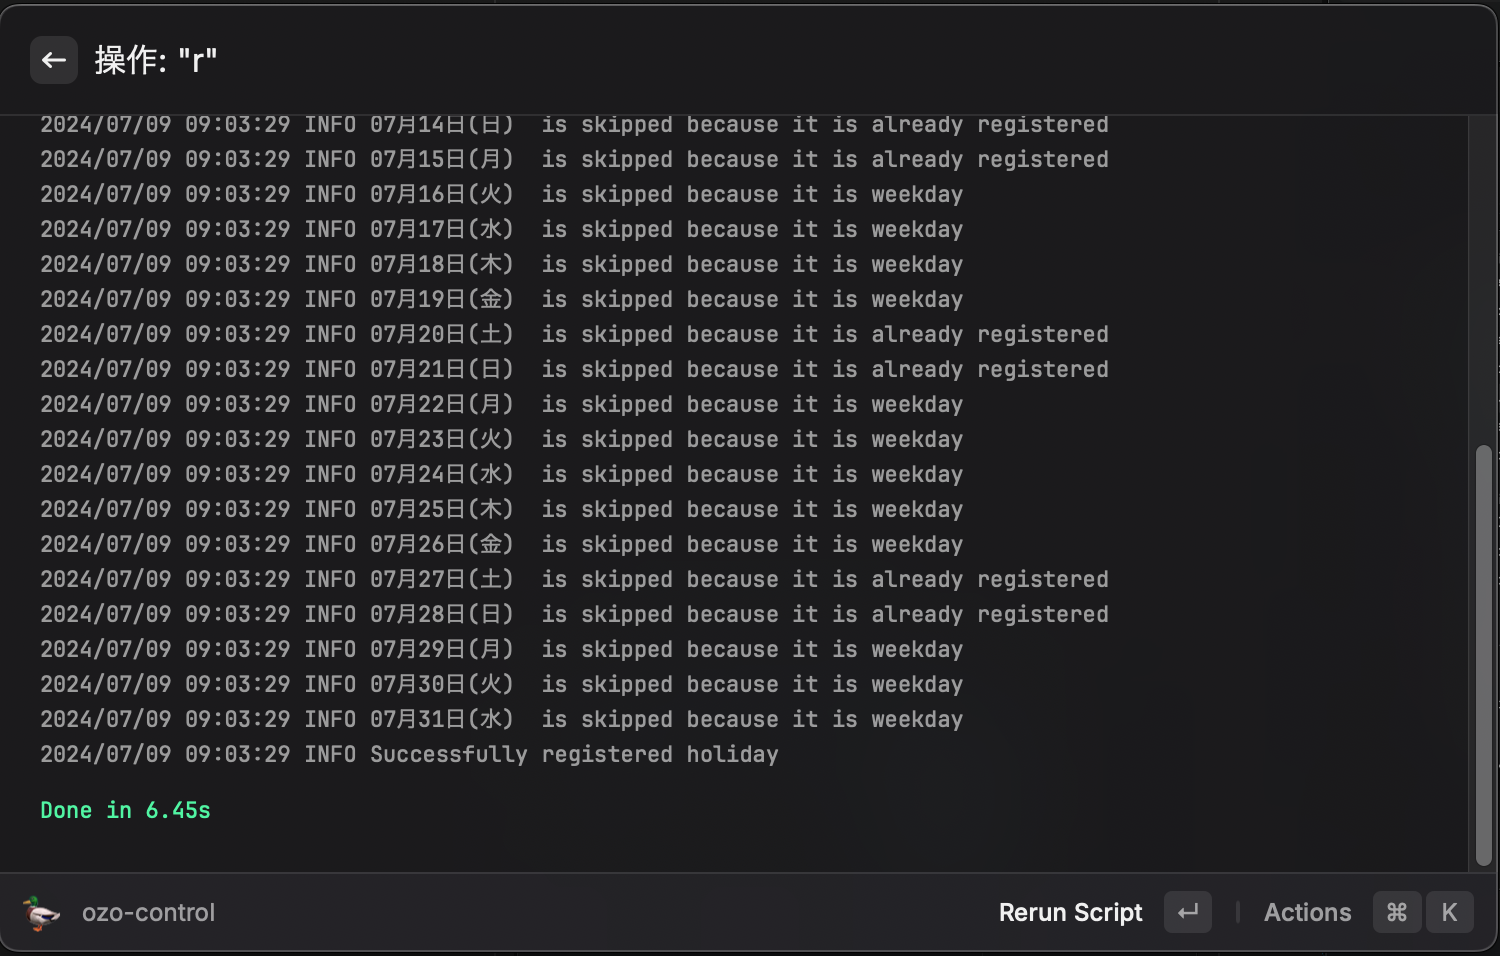 操作: "r"
2024/07/09 09:03:29 INFO 07月14日(日)  is skipped because it is already registered
2024/07/09 09:03:29 INFO 07月15日(月)  is skipped because it is already registered
2024/07/09 09:03:29 INFO 07月16日(火)  is skipped because it is weekday
2024/07/09 09:03:29 INFO 07月17日(水)  is skipped because it is weekday
2024/07/09 09:03:29 INFO 07月18日(木)  is skipped because it is weekday
2024/07/09 09:03:29 INFO 07月19日(金)  is skipped because it is weekday
2024/07/09 09:03:29 INFO 07月20日(土)  is skipped because it is already registered
2024/07/09 09:03:29 INFO 07月21日(日)  is skipped because it is already registered
2024/07/09 09:03:29 INFO 07月22日(月)  is skipped because it is weekday
2024/07/09 09:03:29 INFO 07月23日(火)  is skipped because it is weekday
2024/07/09 09:03:29 INFO 07月24日(水)  is skipped because it is weekday
2024/07/09 09:03:29 INFO 07月25日(木)  is skipped because it is weekday
2024/07/09 09:03:29 INFO 07月26日(金)  is skipped because it is weekday
2024/07/09 09:03:29 INFO 07月27日(土)  is skipped because it is already registered
2024/07/09 09:03:29 INFO 07月28日(日)  is skipped because it is already registered
2024/07/09 09:03:29 INFO 07月29日(月)  is skipped because it is weekday
2024/07/09 09:03:29 INFO 07月30日(火)  is skipped because it is weekday
2024/07/09 09:03:29 INFO 07月31日(水)  is skipped because it is weekday
2024/07/09 09:03:29 INFO Successfully registered holiday
Done in 6.45s
ozo-control Rerun Script ↵ Actions ⌘ K